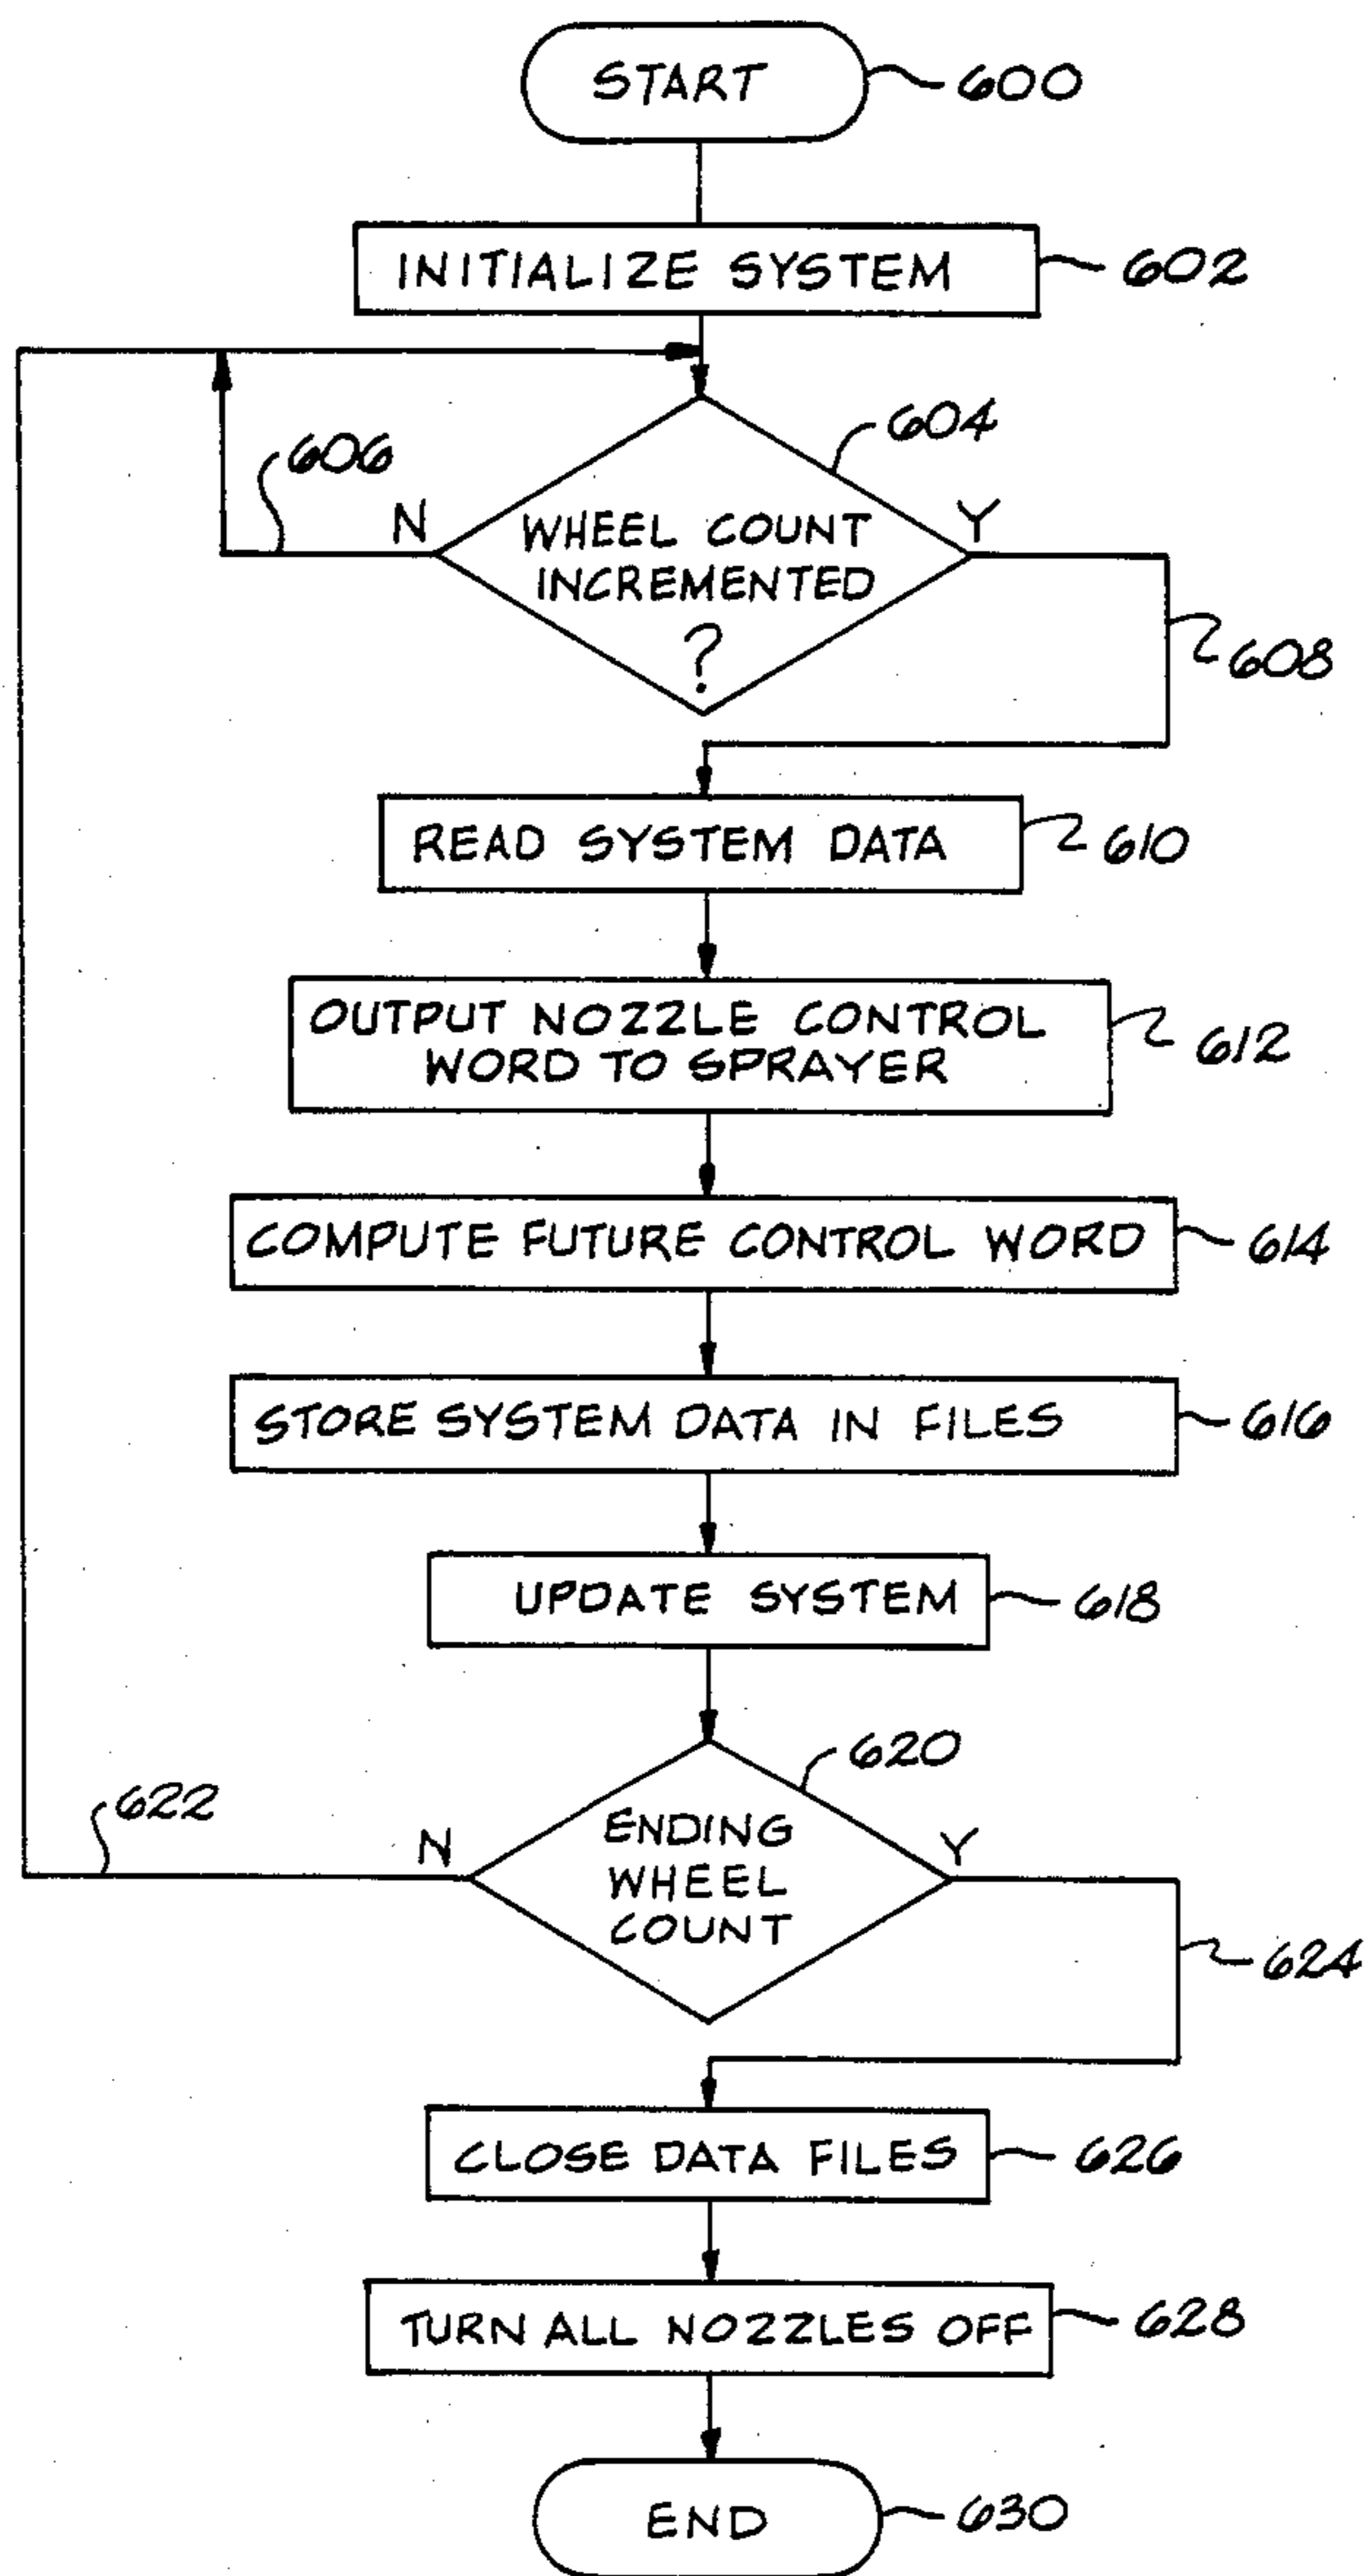 START
600
INITIALIZE SYSTEM
602
604
606
N
WHEEL COUNT
INCREMENTED
?
Y
608
READ SYSTEM DATA
610
OUTPUT NOZZLE CONTROL
WORD TO SPRAYER
612
COMPUTE FUTURE CONTROL WORD
614
STORE SYSTEM DATA IN FILES
616
UPDATE SYSTEM
618
620
622
N
ENDING
WHEEL
COUNT
Y
624
CLOSE DATA FILES
626
TURN ALL NOZZLES OFF
628
END
630